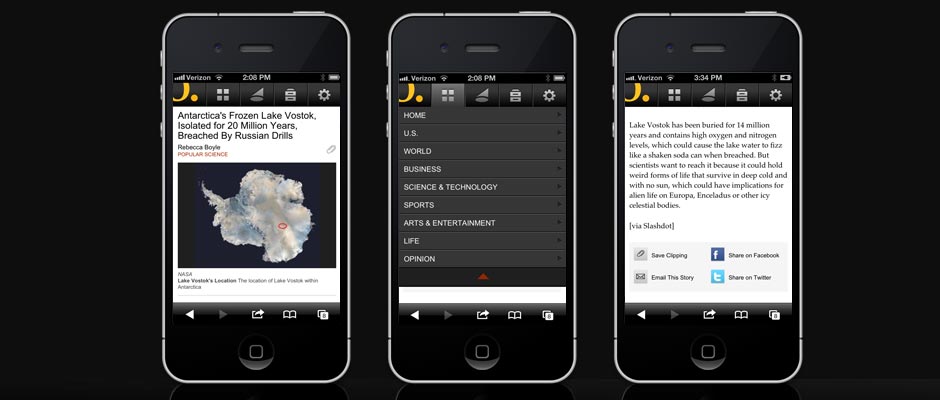 Verizon 2:08 PM
Antarctica's Frozen Lake Vostok,
Isolated for 20 Million Years,
Breached By Russian Drills
Rebecca Boyle
POPULAR SCIENCE
NASA
Lake Vostok's Location The location of Lake Vostok within
Antarctica
8
Verizon 2:08 PM
HOME
U.S.
WORLD
BUSINESS
SCIENCE & TECHNOLOGY
SPORTS
ARTS & ENTERTAINMENT
LIFE
OPINION
8
Verizon 3:34 PM
Lake Vostok has been buried for 14 million
years and contains high oxygen and nitrogen
levels, which could cause the lake water to fizz
like a shaken soda can when breached. But
scientists want to reach it because it could hold
weird forms of life that survive in deep cold and
with no sun, which could have implications for
alien life on Europa, Enceladus or other icy
celestial bodies.
[via Slashdot]
Save Clipping
Share on Facebook
Email This Story
Share on Twitter
8